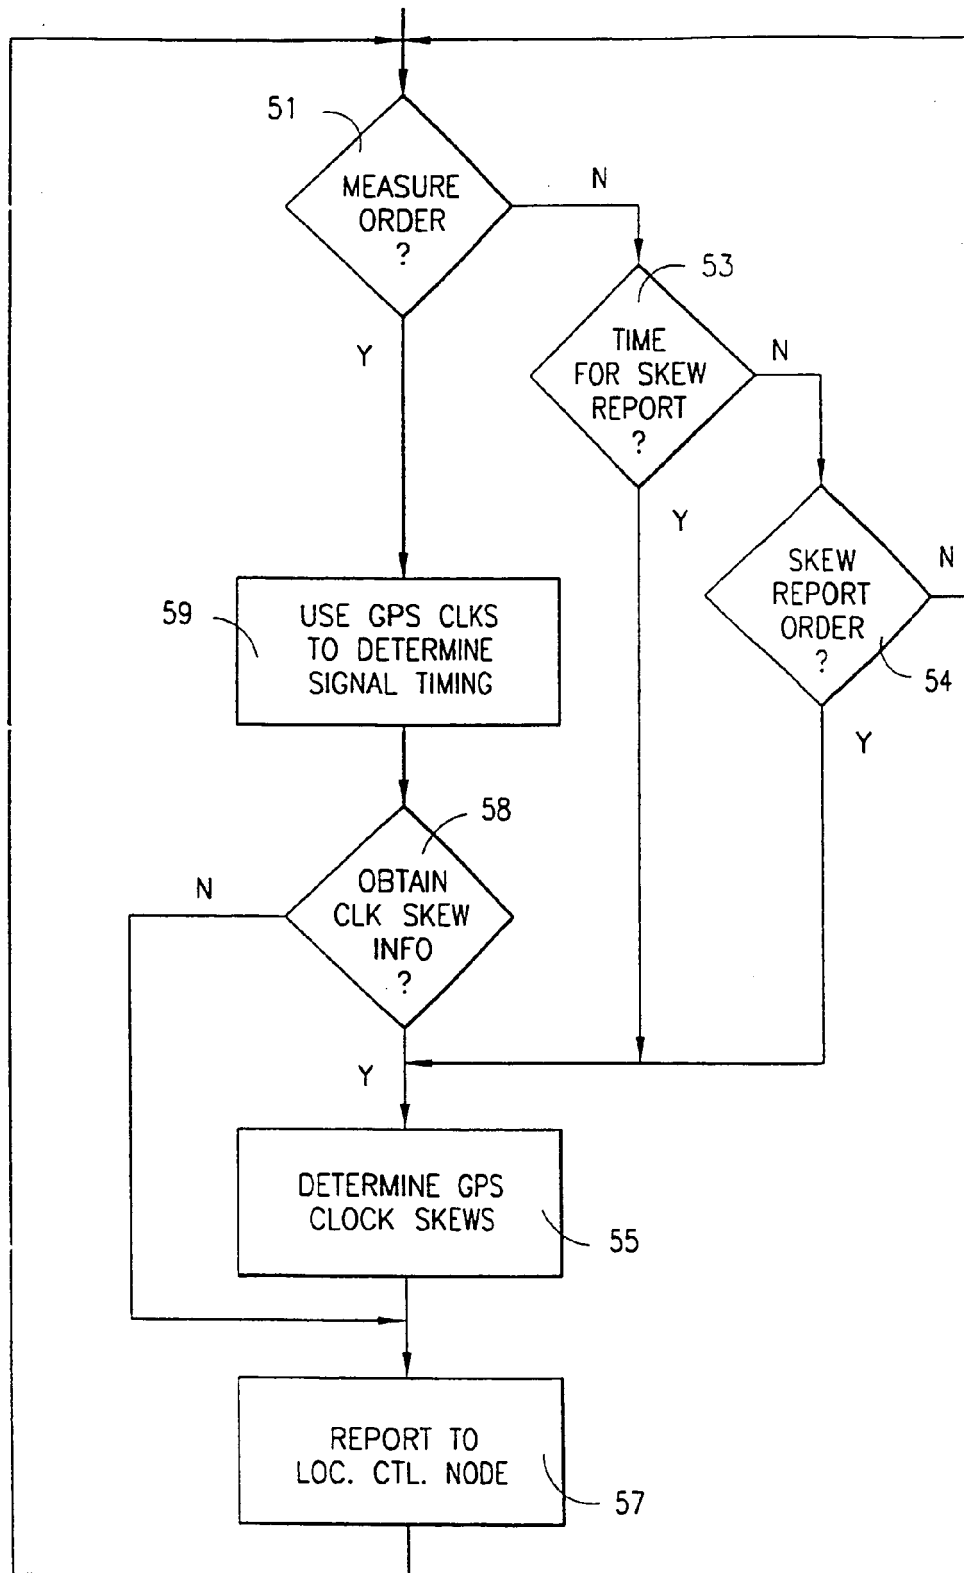 51
MEASURE
ORDER
?
N
Y
53
TIME
FOR SKEW
REPORT
?
N
Y
SKEW
REPORT
ORDER
?
N
54
Y
59
USE GPS CLKS
TO DETERMINE
SIGNAL TIMING
58
OBTAIN
CLK SKEW
INFO
?
N
Y
DETERMINE GPS
CLOCK SKEWS
55
REPORT TO
LOC. CTL. NODE
57